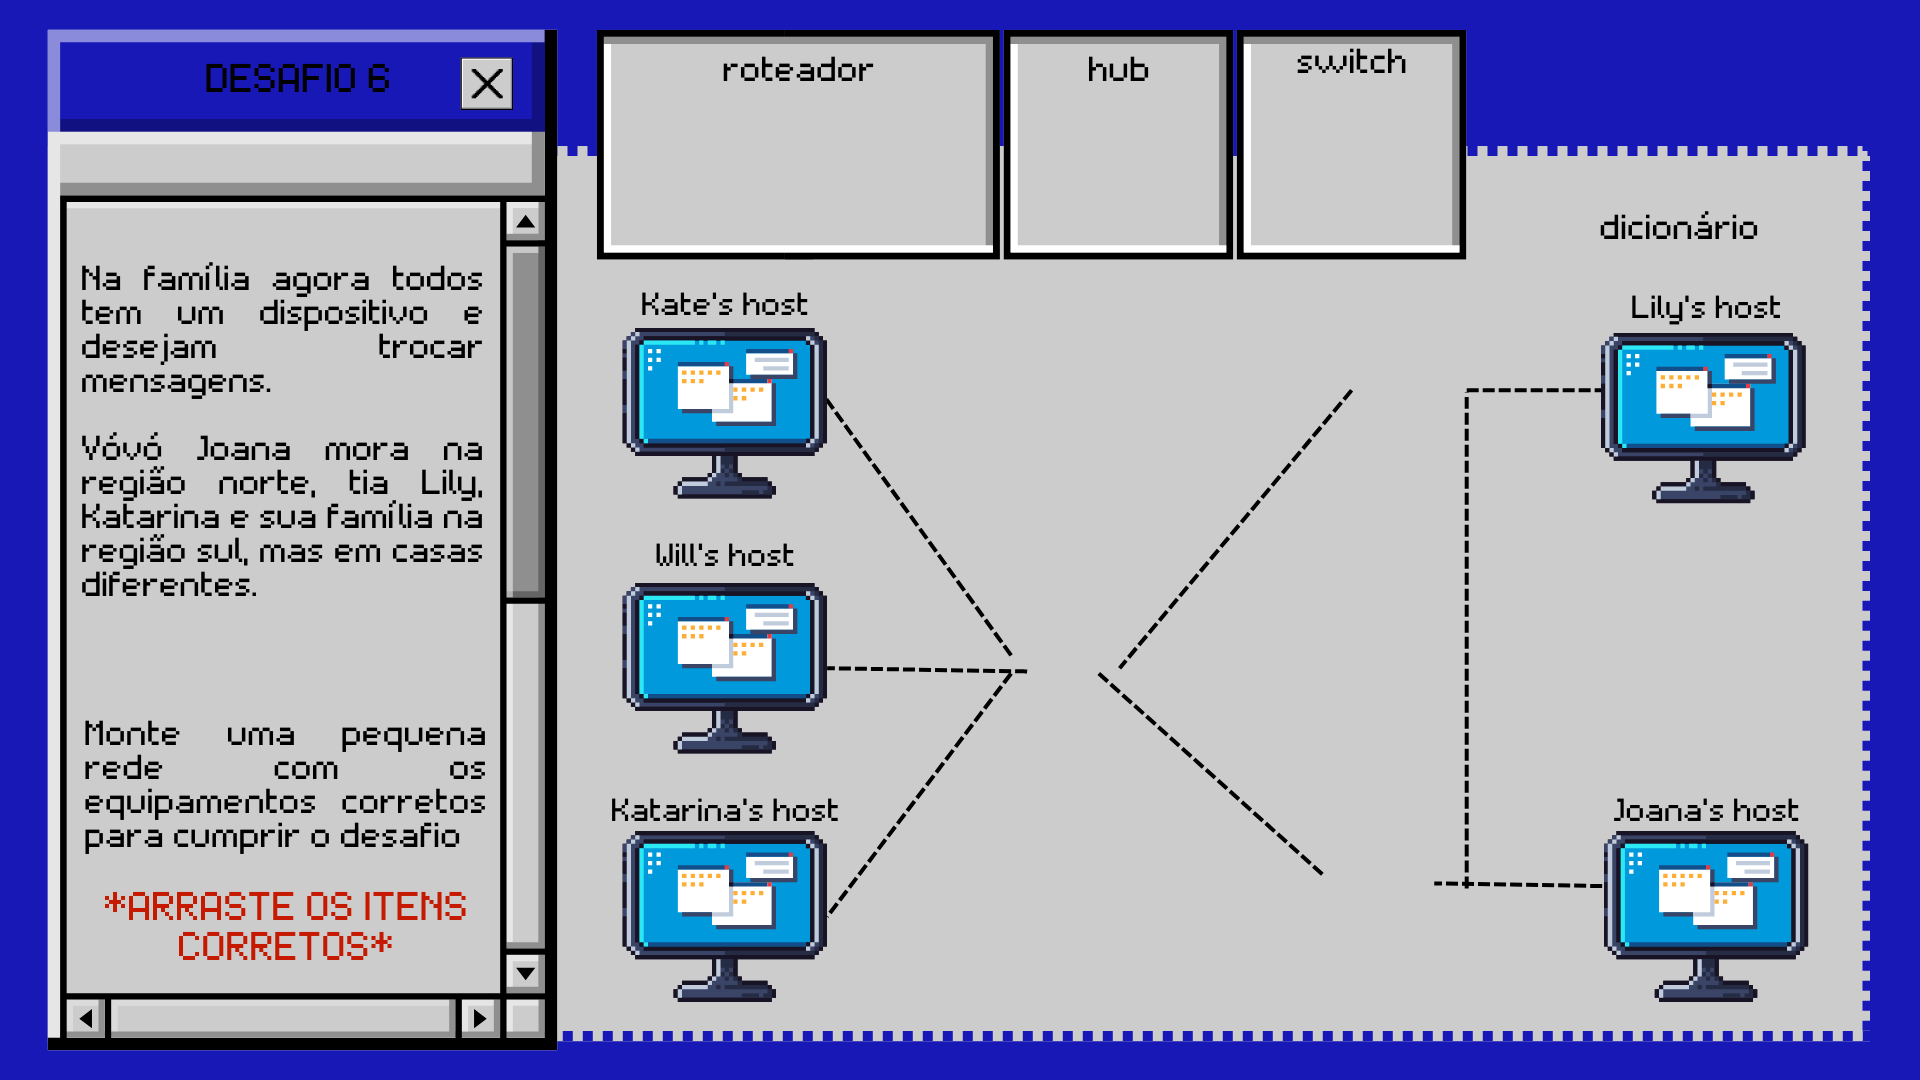 DESAFIO 6
Na família agora todos
tem um dispositivo e
desejam trocar
mensagens.
Vóvó Joana mora na
região norte, tia Lily,
Katarina e sua família na
região sul, mas em casas
diferentes.
Monte uma pequena
rede com os
equipamentos corretos
para cumprir o desafio
*ARRASTE OS ITENS
CORRETOS*
roteador
hub
switch
dicionário
Kate's host
Lily's host
Will's host
Katarina's host
Joana's host